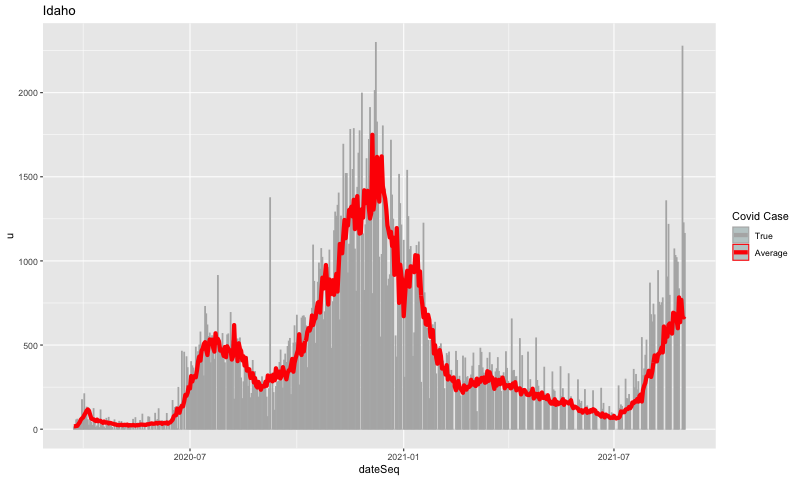 Idaho
2000
1500
1000
500
0
u
2020-07
2021-01
2021-07
dateSeq
Covid Case
True
Average